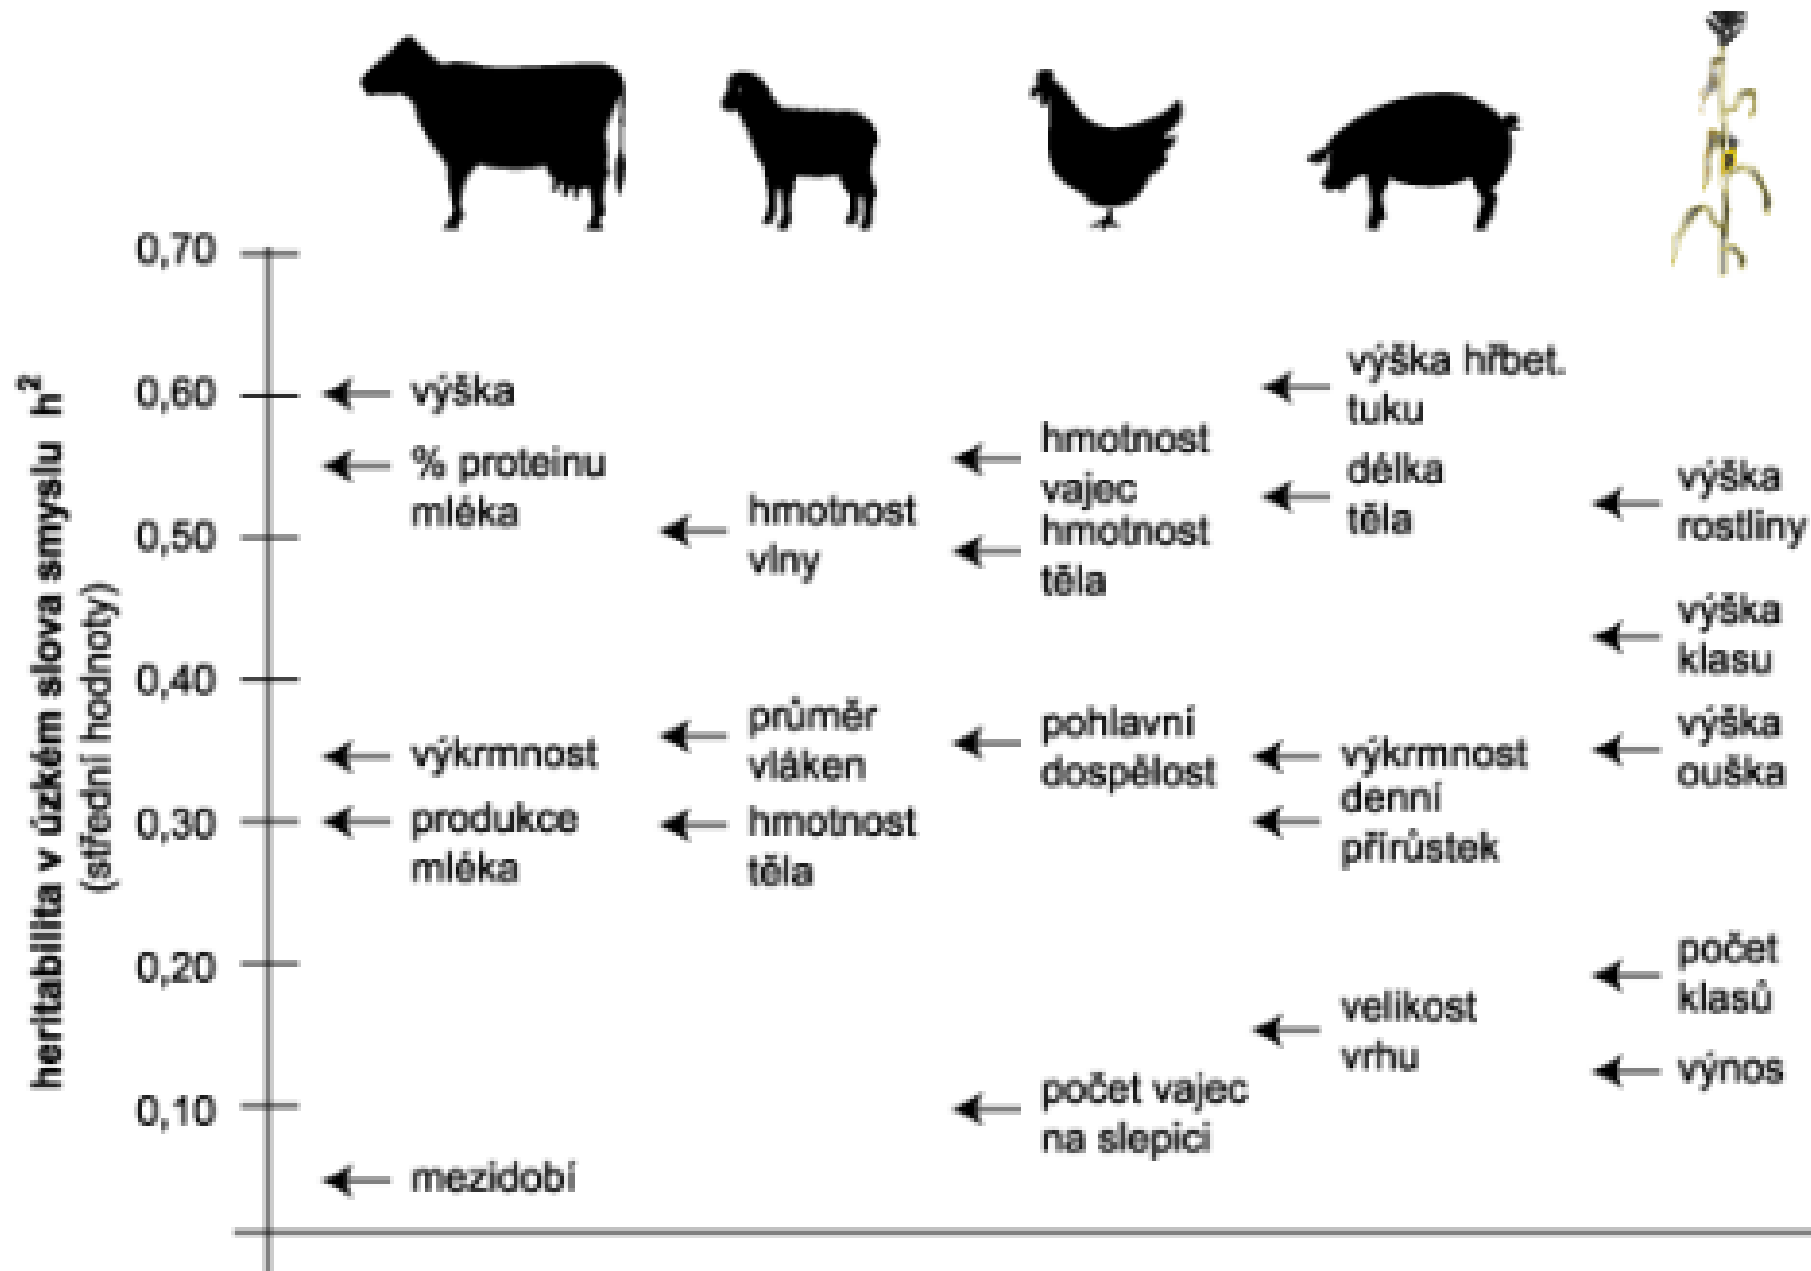 heritabilita v úzkém slova smyslu h²
(střední hodnoty)
0,70
0,60
0,50
0,40
0,30
0,20
0,10
výška
% proteinu
mléka
výkrmnost
produkce
mléka
mezidobí
hmotnost
vlny
průměr
vláken
hmotnost
těla
hmotnost
vajec
hmotnost
těla
pohlavní
dospělost
počet vajec
na slepici
výška hřbet.
tuku
délka
těla
výkrmnost
denní
přírůstek
velikost
vrhu
výška
rostliny
výška
klasu
výška
ouška
počet
klasů
výnos